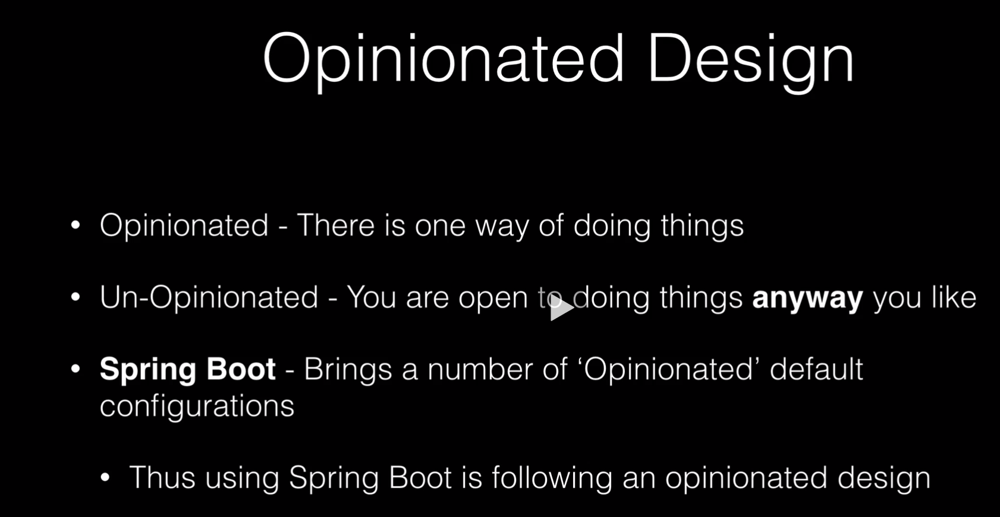 Opinionated Design
• Opinionated - There is one way of doing things
• Un-Opinionated - You are open to doing things anyway you like
• Spring Boot - Brings a number of ‘Opinionated’ default
configurations
• Thus using Spring Boot is following an opinionated design